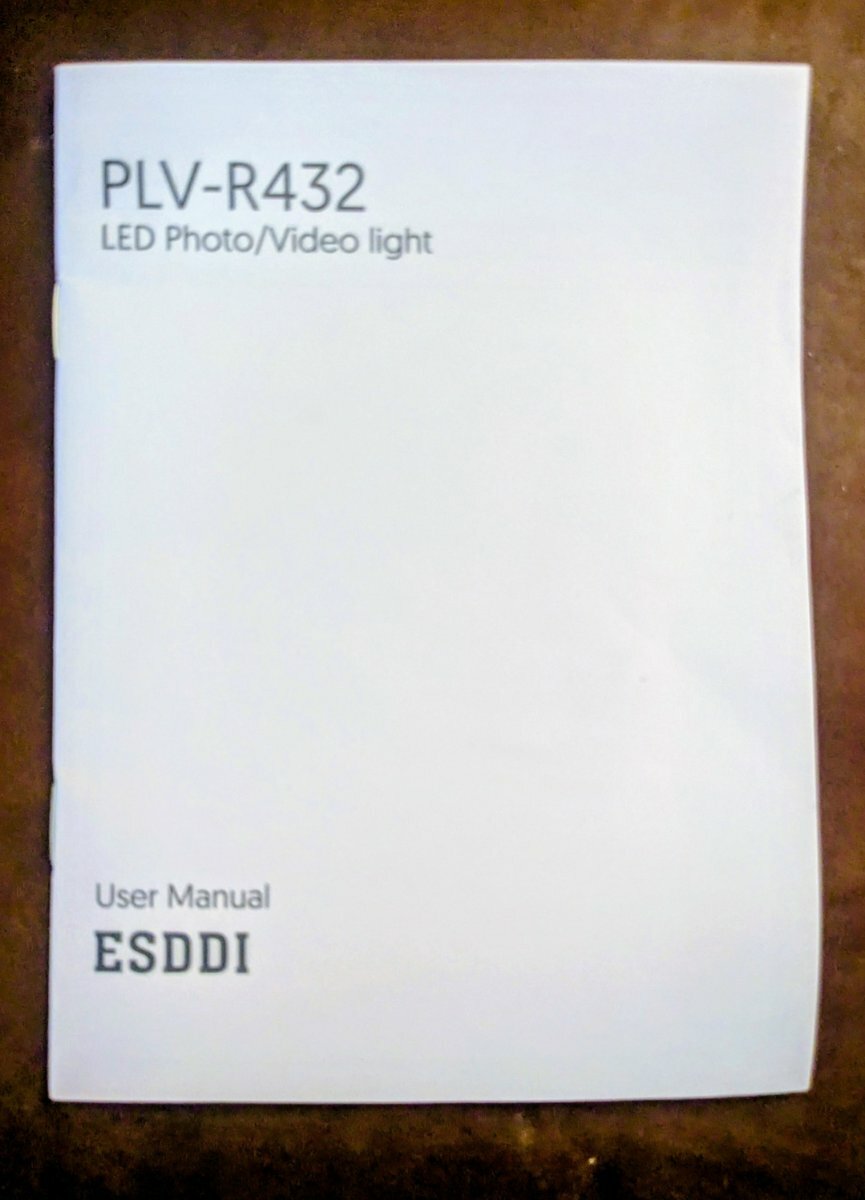 PLV-R432
LED Photo/Video light
User Manual
ESDDI